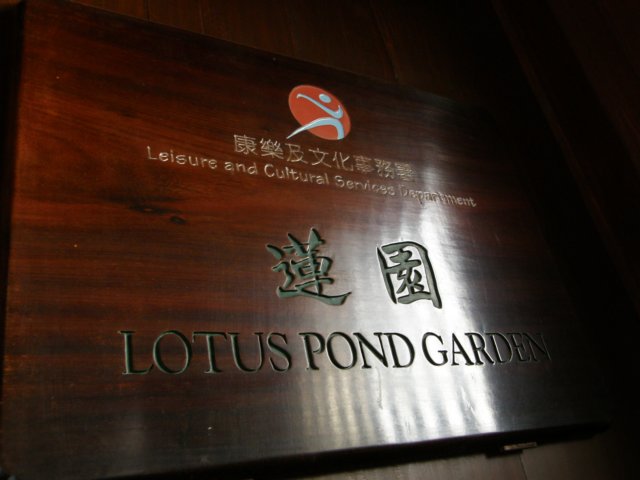 康樂及文化事務署
Leisure and Cultural Services Department
蓮園
LOTUS POND GARDEN